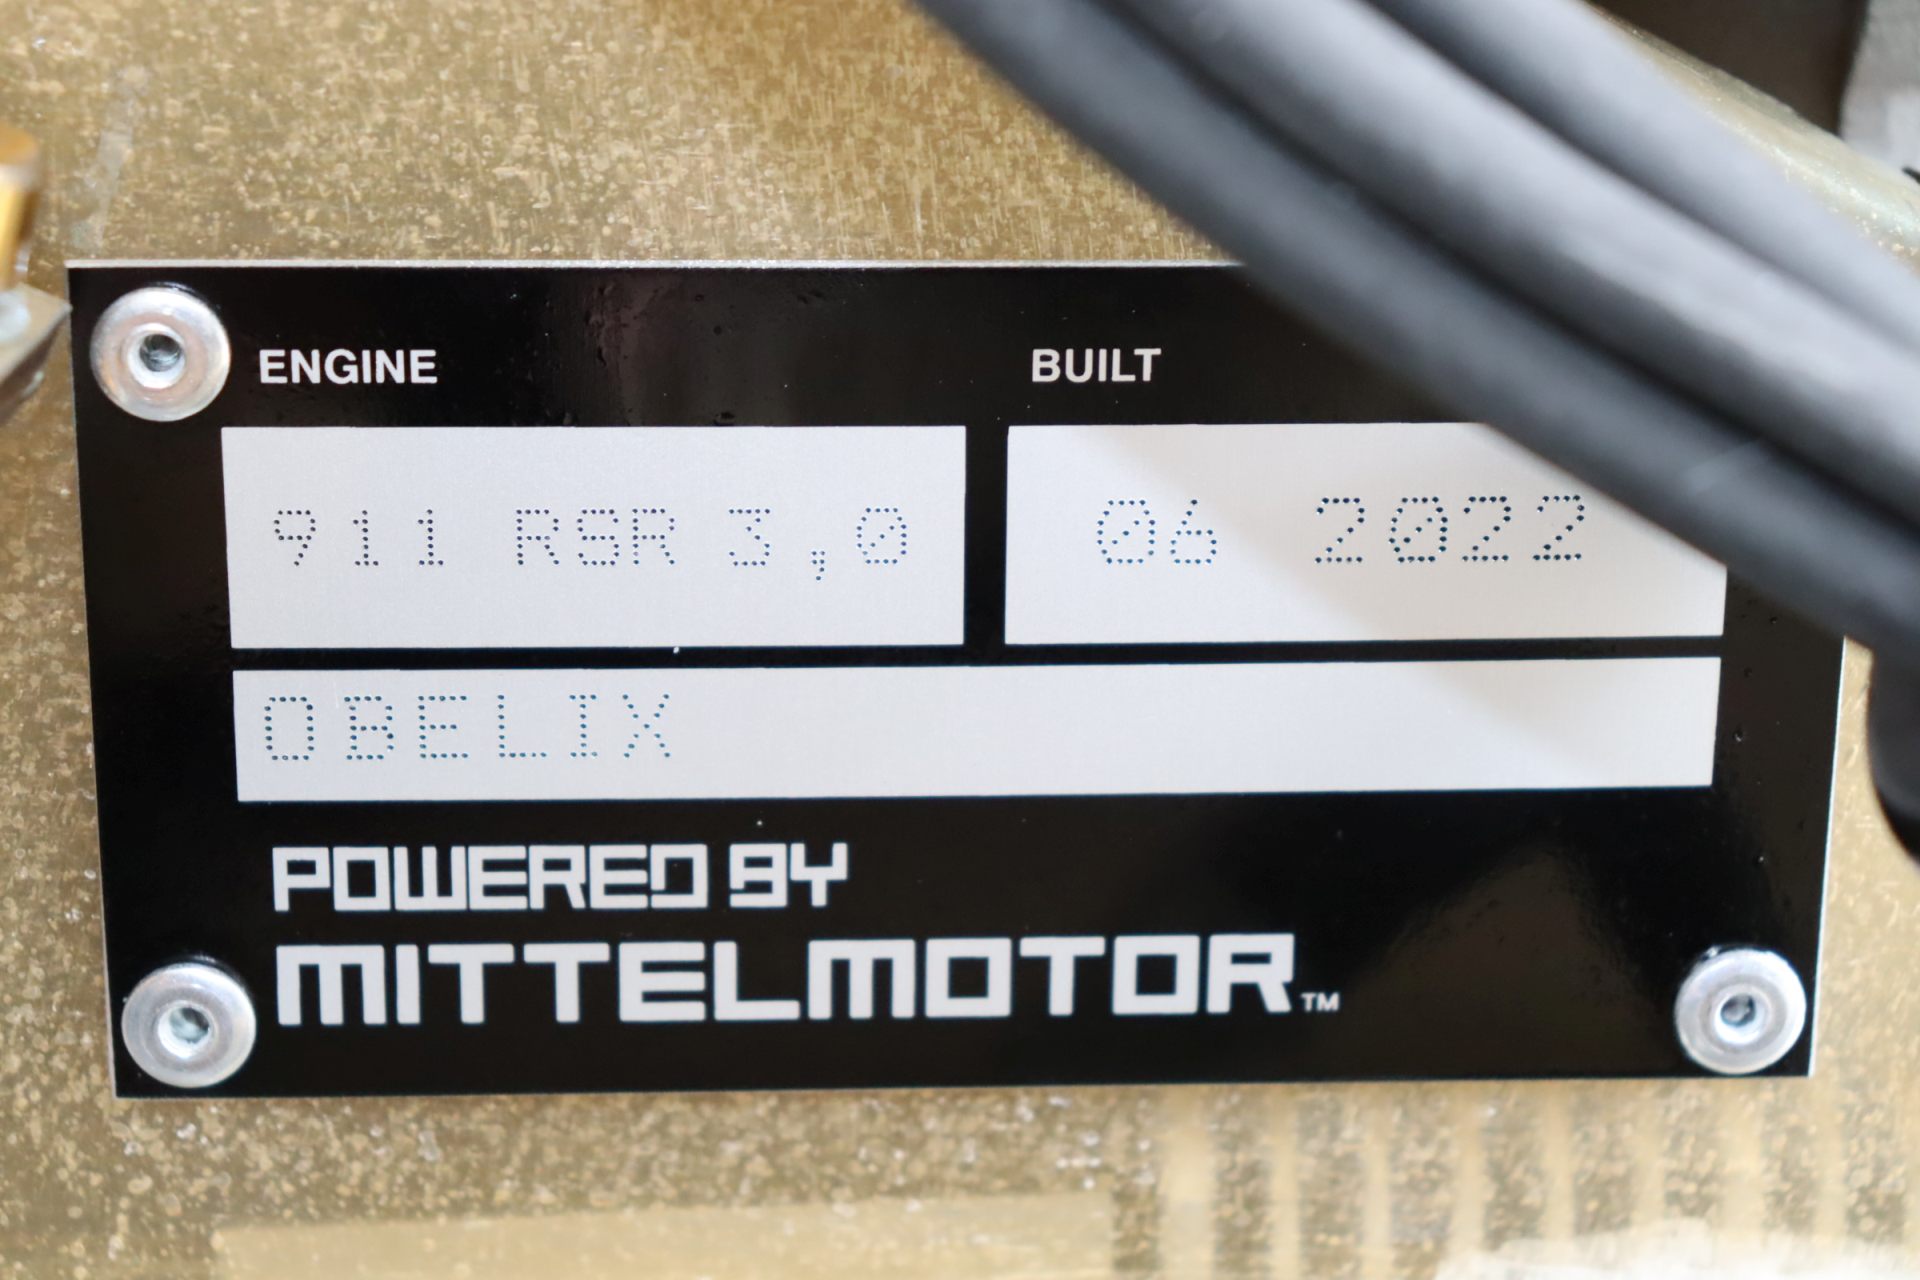 ENGINE BUILT
911 RSR 3,0 06 2022
OBELIX
POWERED BY
MITTELMOTOR™